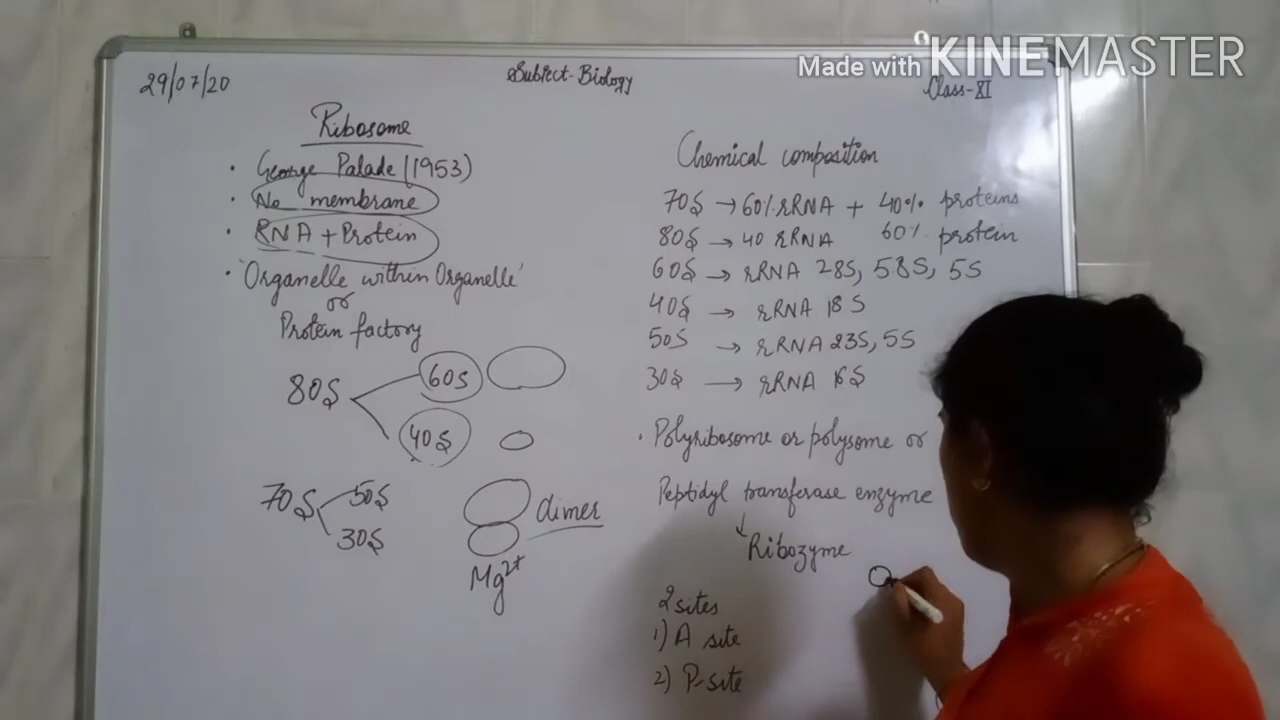 Made with KINEMASTER
29/07/20
Subject-Biology
Class-XI
Ribosome
• George Palade (1953)
• No membrane
• RNA + Protein
• 'Organelle within Organelle'
or
Protein factory
80S
60S
40S
70S
50S
30S
dimer
Mg2+
Chemical composition
70S → 60% rRNA + 40% proteins
80S → 40 rRNA 60% protein
60S → rRNA 28S, 58S, 5S
40S → rRNA 18S
50S → rRNA 23S, 5S
30S → rRNA 16S
• Polyribosome or polysome or
Peptidyl transferase enzyme
↓
Ribozyme
2 sites
1) A site
2) P-site